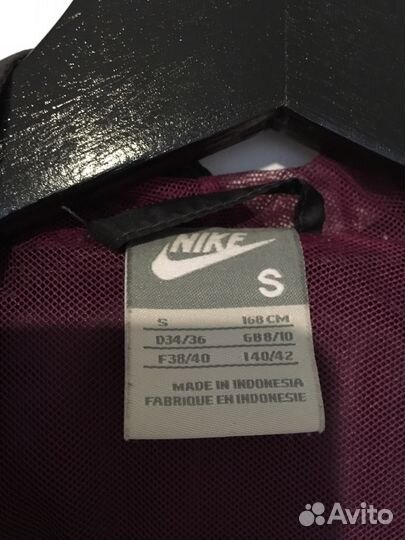 NIKE
S
S 168 CM
D34/36 GB8/10
F38/40 I40/42
MADE IN INDONESIA
FABRIQUE EN INDONESIE
Avito